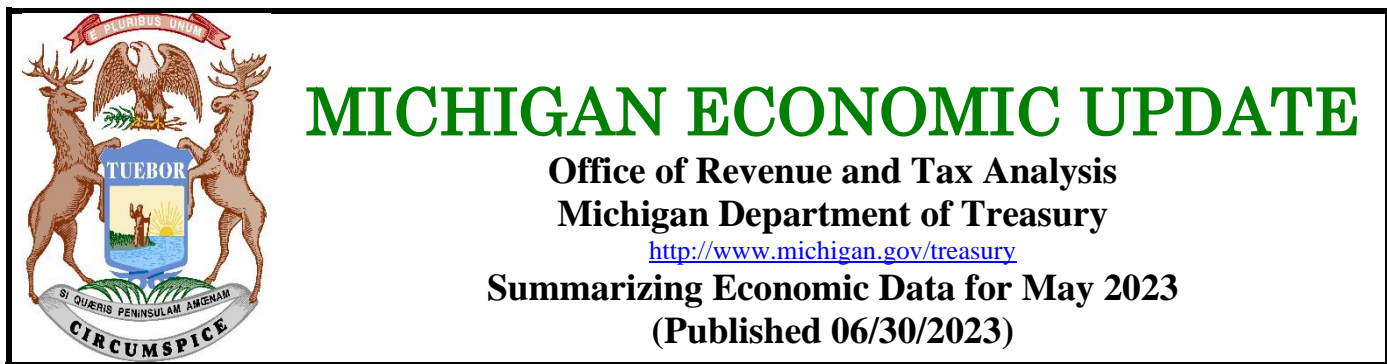 E PLURIBUS UNUM
TUEBOR
SI QUÆRIS PENINSULAM AMŒNAM
CIRCUMSPICE
MICHIGAN ECONOMIC UPDATE
Office of Revenue and Tax Analysis
Michigan Department of Treasury
http://www.michigan.gov/treasury
Summarizing Economic Data for May 2023
(Published 06/30/2023)